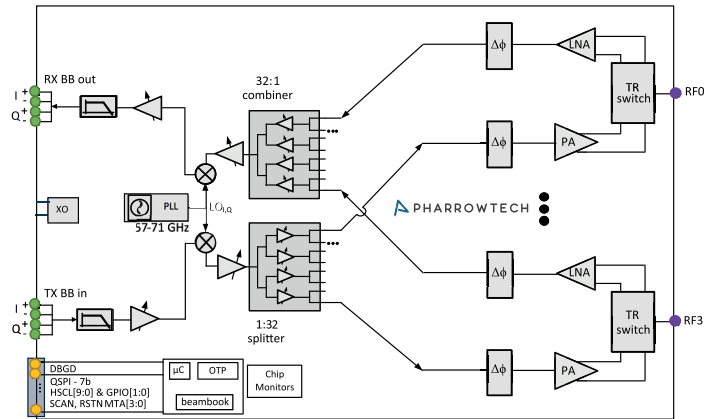 RX BB out
I
+
-
Q
+
-
32:1
combiner
Δϕ
LNA
TR
switch
RF0
Δϕ
PA
XO
PLL
57-71 GHz
LO I,Q
PHARROWTECH
TX BB in
I
+
-
Q
+
-
1:32
splitter
Δϕ
LNA
TR
switch
RF3
Δϕ
PA
DBGD
QSPI - 7b
HSCL[9:0] & GPIO[1:0]
SCAN, RSTN MTA[3:0]
μC
OTP
beambook
Chip
Monitors